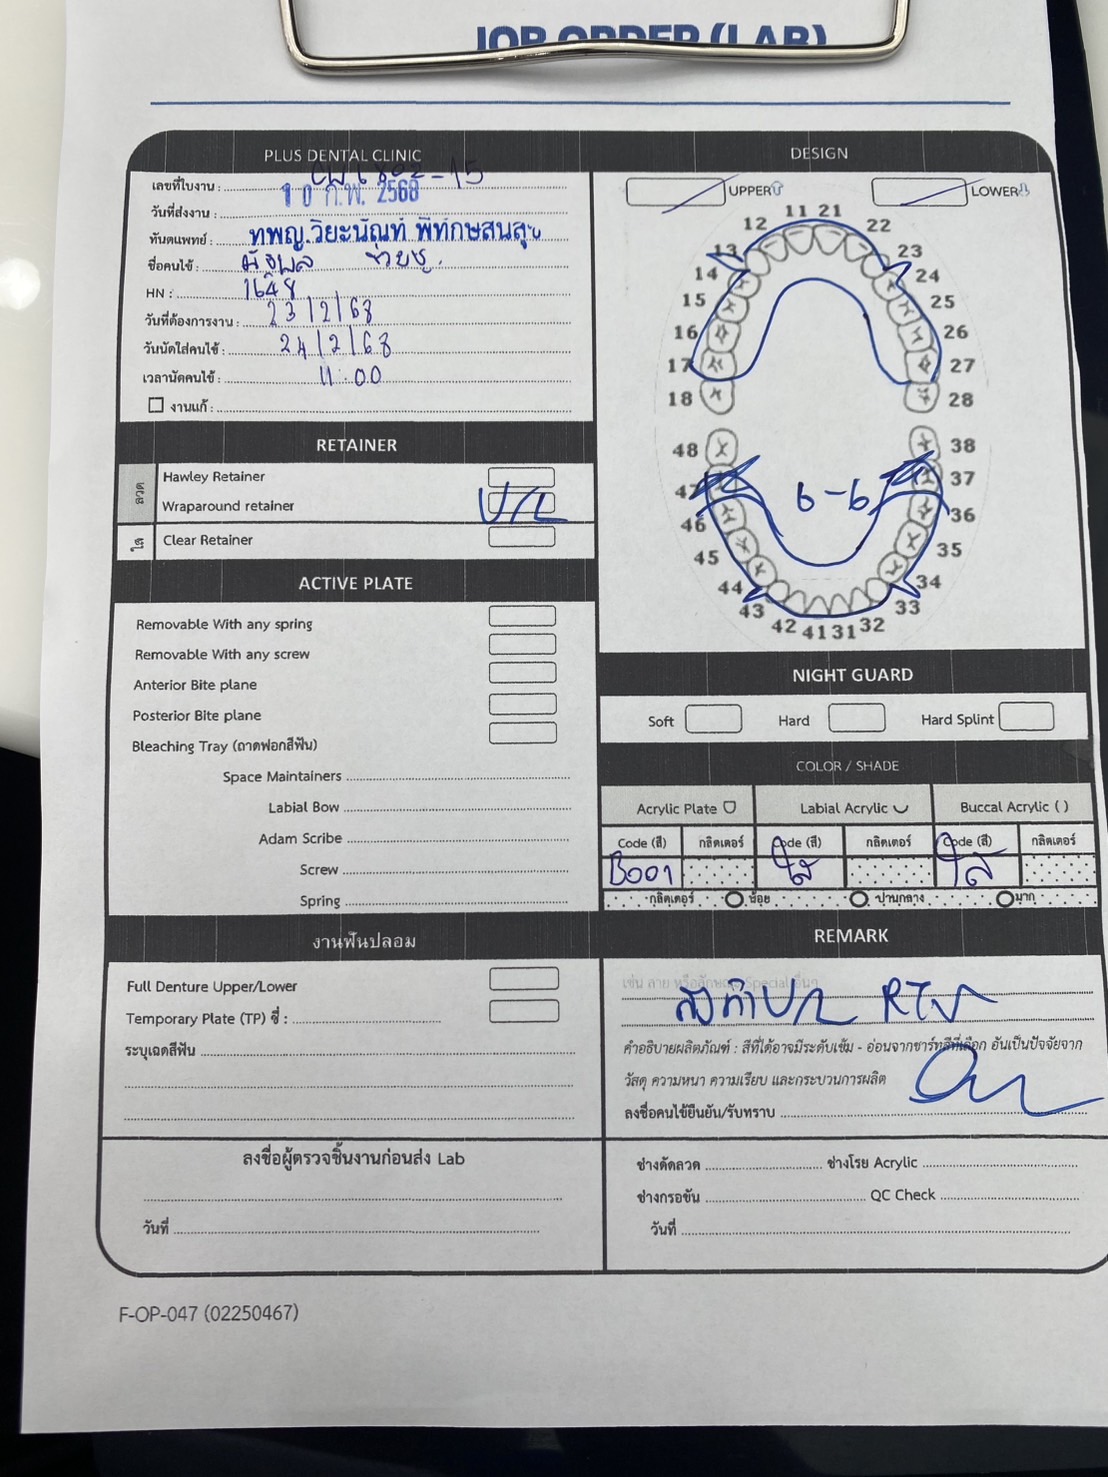 JOB ORDER (LAB)
PLUS DENTAL CLINIC
เลขที่ใบงาน :
วันที่ส่งงาน : 10 ก.พ. 2568
ทันตแพทย์ : ทพญ.วิยะนัณท์ พิทักษสนสุข
ชื่อคนไข้ :
HN : 1648
วันที่ต้องการงาน : 23/2/68
วันนัดใส่คนไข้ : 24/2/68
เวลานัดคนไข้ : 11:00
งานแก้ :
RETAINER
ลวด
Hawley Retainer
Wraparound retainer U/L
ใส
Clear Retainer
ACTIVE PLATE
Removable With any spring
Removable With any screw
Anterior Bite plane
Posterior Bite plane
Bleaching Tray (ถาดฟอกสีฟัน)
Space Maintainers
Labial Bow
Adam Scribe
Screw
Spring
งานฟันปลอม
Full Denture Upper/Lower
Temporary Plate (TP) ซี่ :
ระบุเฉดสีฟัน
ลงชื่อผู้ตรวจชิ้นงานก่อนส่ง Lab
วันที่
DESIGN
UPPER LOWER
11 21
12 22
13 23
14 24
15 25
16 26
17 27
18 28
48 38
47 37
6-6
46 36
45 35
44 34
43 33
42 41 31 32
NIGHT GUARD
Soft Hard Hard Splint
COLOR / SHADE
Acrylic Plate Labial Acrylic Buccal Acrylic ( )
Code (สี) กลิตเตอร์ Code (สี) กลิตเตอร์ Code (สี) กลิตเตอร์
B001 ใส ใส
กลิตเตอร์ น้อย ปานกลาง มาก
REMARK
เช่น ลาย หรือลักษณะ Special อื่นๆ
สั่งทำ U/L RTN
คำอธิบายผลิตภัณฑ์ : สีที่ได้อาจมีระดับเข้ม - อ่อนจากชาร์ทสีที่เลือก อันเป็นปัจจัยจาก
วัสดุ ความหนา ความเรียบ และกระบวนการผลิต
ลงชื่อคนไข้ยืนยัน/รับทราบ
ช่างดัดลวด ช่างโรย Acrylic
ช่างกรอขัน QC Check
วันที่
F-OP-047 (02250467)